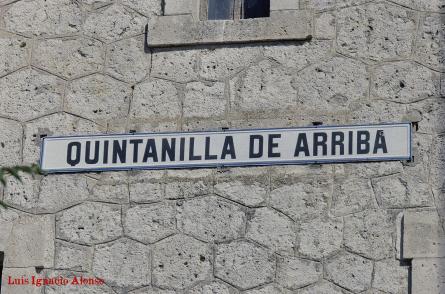 QUINTANILLA DE ARRIBA
Luis Ignacio Alonso